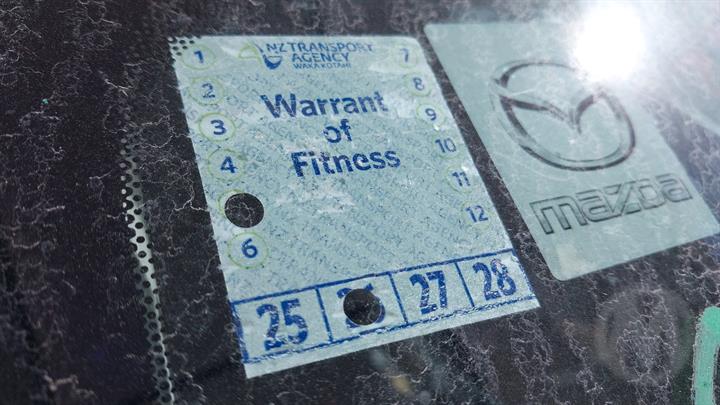 1
NZ TRANSPORT
AGENCY
WAKA KOTAHI
7
2
8
Warrant
of
Fitness
3
9
4
10
11
12
6
25
27
28
mazda